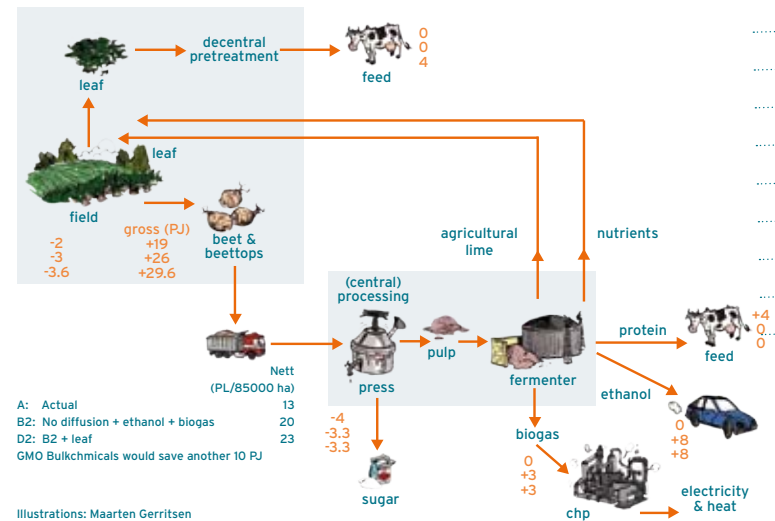 decentral
pretreatment
0
0
4
feed
leaf
leaf
field
gross (PJ)
-2
+19
-3
+26
-3.6
+29.6
beet &
beettops
agricultural
lime
nutrients
(central)
processing
press
pulp
fermenter
protein
+4
0
0
feed
ethanol
0
+8
+8
Nett
(PL/85000 ha)
A: Actual 13
B2: No diffusion + ethanol + biogas 20
D2: B2 + leaf 23
GMO Bulkchmicals would save another 10 PJ
-4
-3.3
-3.3
sugar
biogas
0
+3
+3
chp
electricity
& heat
Illustrations: Maarten Gerritsen